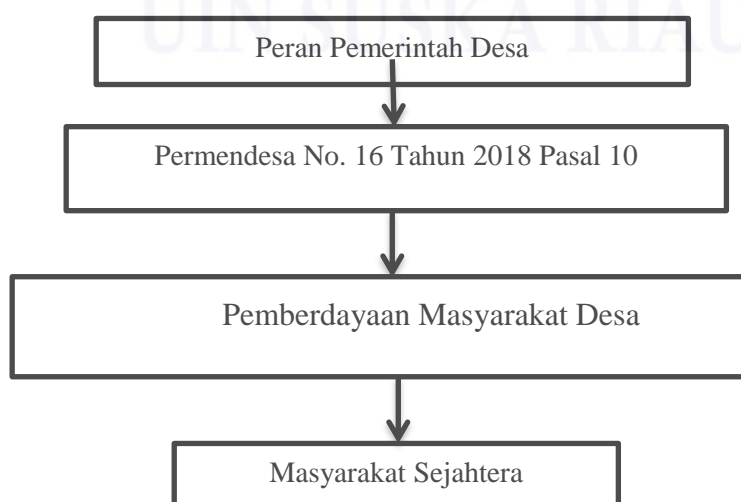 UIN SUSKA RIAU
Peran Pemerintah Desa
Permendesa No. 16 Tahun 2018 Pasal 10
Pemberdayaan Masyarakat Desa
Masyarakat Sejahtera